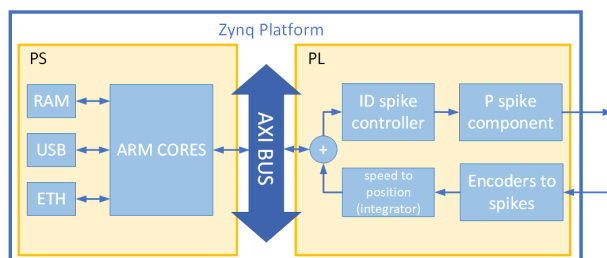 Zynq Platform
PS
PL
RAM
USB
ETH
ARM CORES
AXI BUS
+
ID spike
controller
P spike
component
speed to
position
(integrator)
Encoders to
spikes